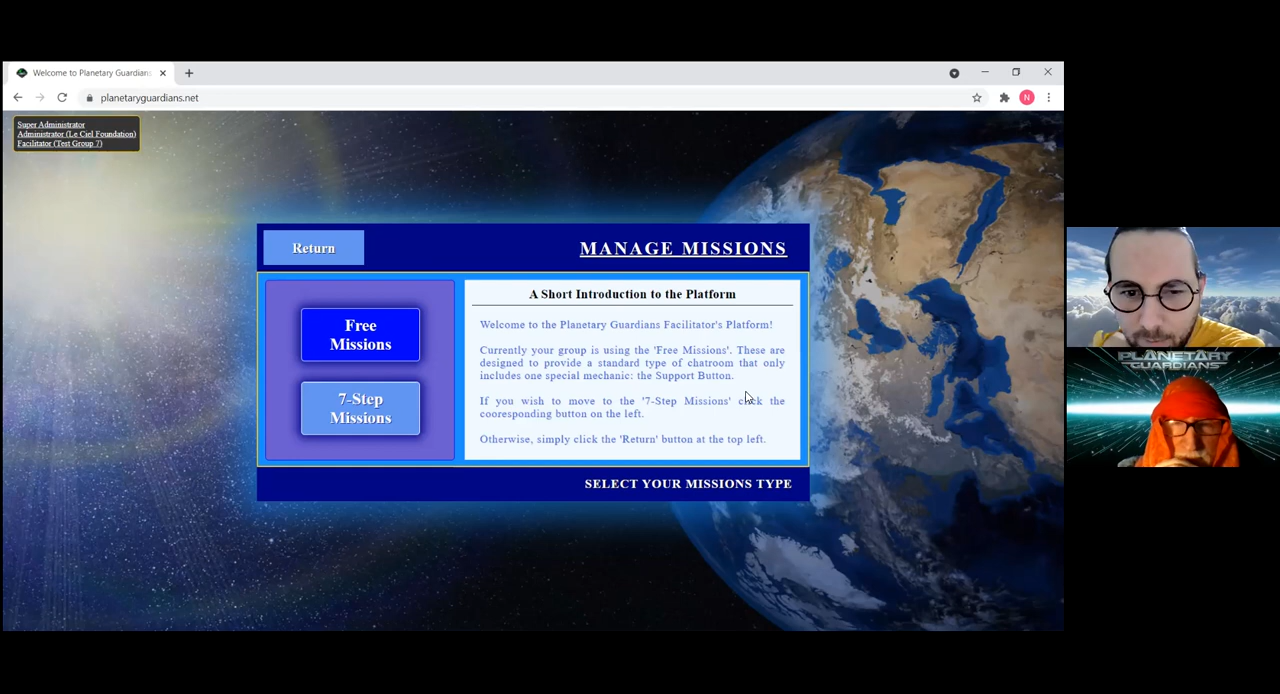 Welcome to Planetary Guardians
planetaryguardians.net
N
Super Administrator
Administrator (Le Ciel Foundation)
Facilitator (Test Group 7)
Return
MANAGE MISSIONS
Free
Missions
7-Step
Missions
A Short Introduction to the Platform
Welcome to the Planetary Guardians Facilitator's Platform!
Currently your group is using the 'Free Missions'. These are
designed to provide a standard type of chatroom that only
includes one special mechanic: the Support Button.
If you wish to move to the '7-Step Missions' click the
cooresponding button on the left.
Otherwise, simply click the 'Return' button at the top left.
SELECT YOUR MISSIONS TYPE
PLANETARY
GUARDIANS